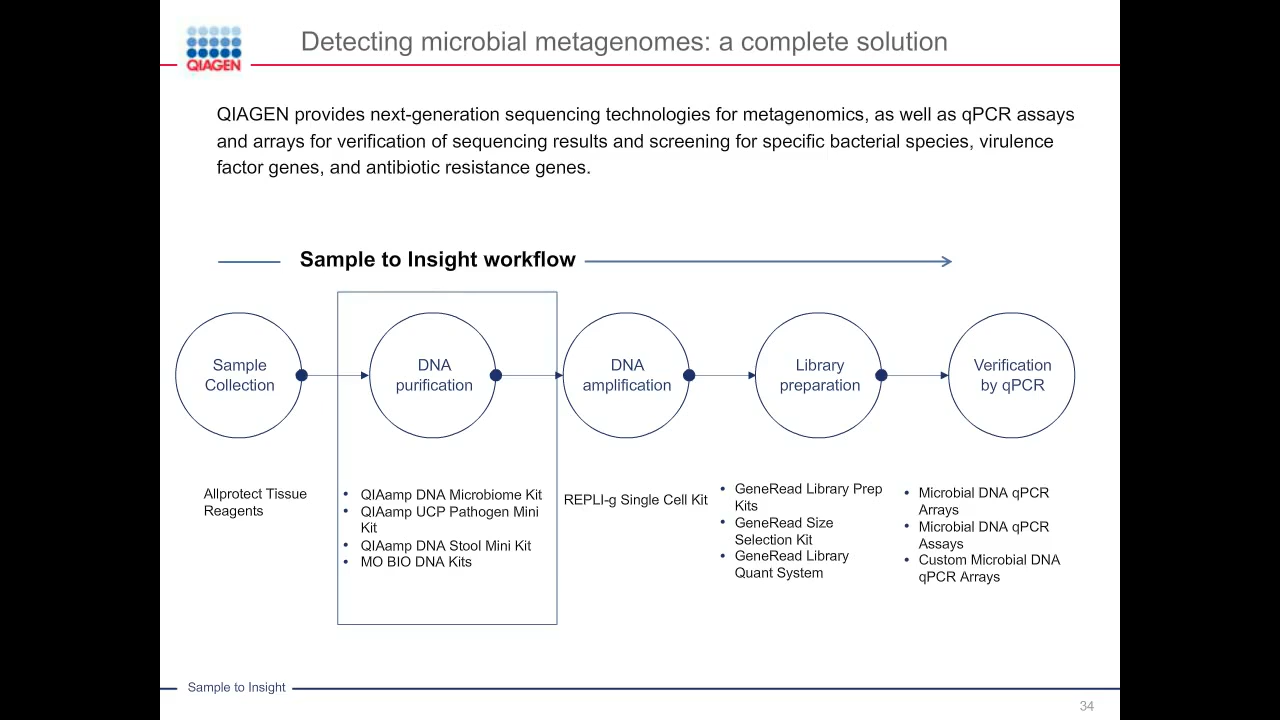 QIAGEN
Detecting microbial metagenomes: a complete solution
QIAGEN provides next-generation sequencing technologies for metagenomics, as well as qPCR assays
and arrays for verification of sequencing results and screening for specific bacterial species, virulence
factor genes, and antibiotic resistance genes.
Sample to Insight workflow
Sample
Collection
DNA
purification
DNA
amplification
Library
preparation
Verification
by qPCR
Allprotect Tissue
Reagents
• QIAamp DNA Microbiome Kit
• QIAamp UCP Pathogen Mini
Kit
• QIAamp DNA Stool Mini Kit
• MO BIO DNA Kits
REPLI-g Single Cell Kit
• GeneRead Library Prep
Kits
• GeneRead Size
Selection Kit
• GeneRead Library
Quant System
• Microbial DNA qPCR
Arrays
• Microbial DNA qPCR
Assays
• Custom Microbial DNA
qPCR Arrays
Sample to Insight
34